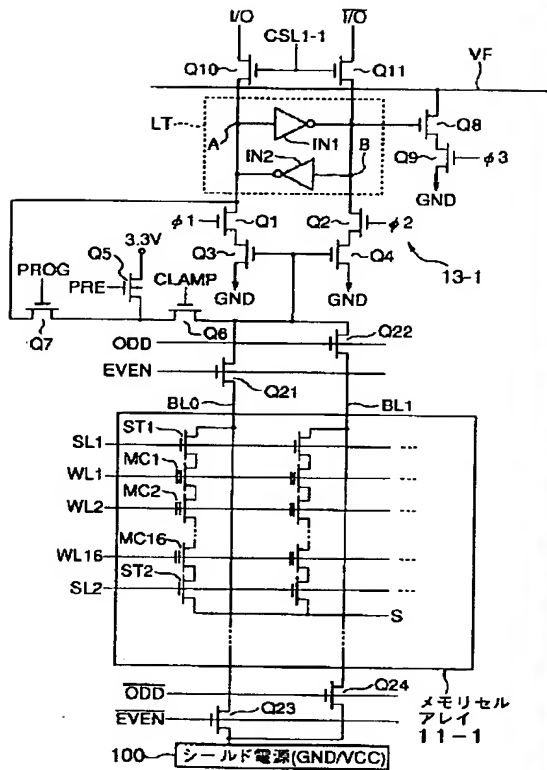 I/O I/O
CSL1-1
Q10 Q11 VF
LT
A IN1 Q8
IN2 B Q9 φ3
GND
φ1 Q1 Q2 φ2
Q5 3.3V Q3 Q4
PROG CLAMP GND GND 13-1
PRE
Q7 Q6
ODD Q22
EVEN Q21
BL0 BL1
ST1
SL1
MC1
WL1
MC2
WL2
MC16
WL16
ST2
SL2
S
ODD Q24
EVEN Q23
メモリセル
アレイ
11-1
100 シールド電源(GND/VCC)